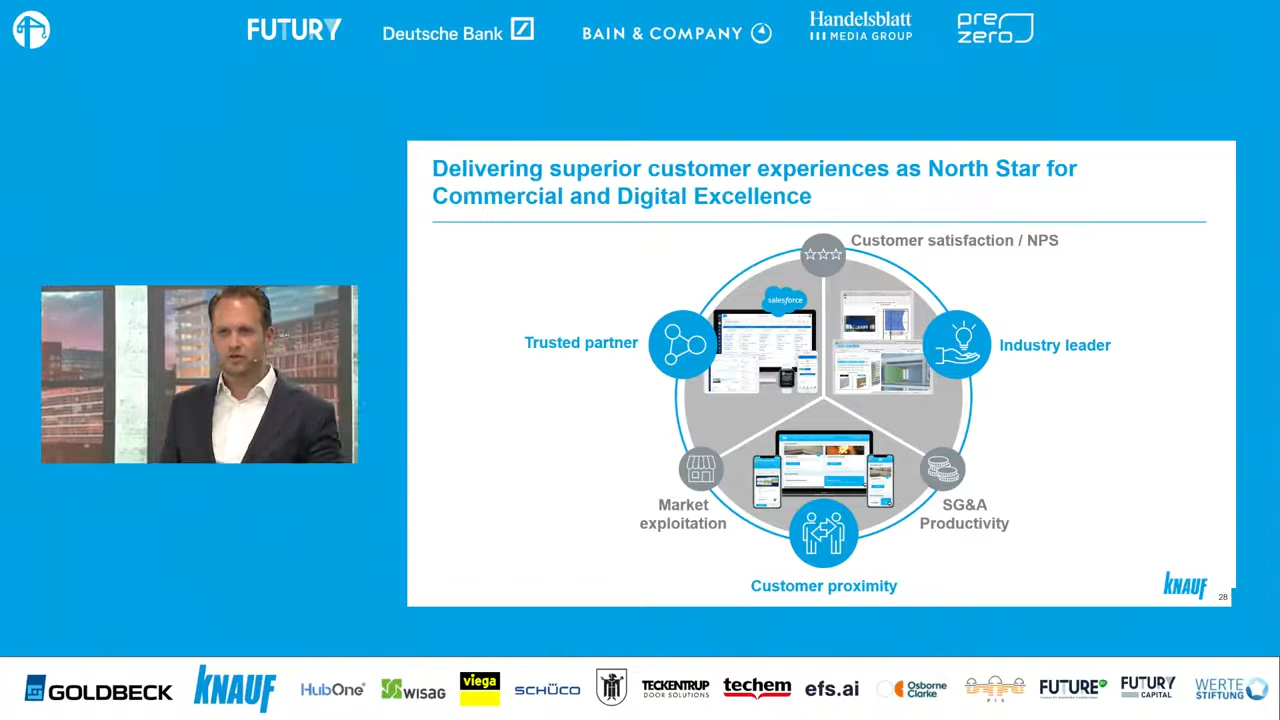 FUTURY
Deutsche Bank
BAIN & COMPANY
Handelsblatt
MEDIA GROUP
pre
zero
Delivering superior customer experiences as North Star for
Commercial and Digital Excellence
Customer satisfaction / NPS
salesforce
Trusted partner
Industry leader
Market
exploitation
SG&A
Productivity
Customer proximity
KNAUF
28
GOLDBECK
KNAUF
HubOne
WISAG
viega
SCHÜCO
TECKENTRUP
DOOR SOLUTIONS
techem
efs.ai
Osborne
Clarke
FUTURE
FUTURY
CAPITAL
WERTE
STIFTUNG